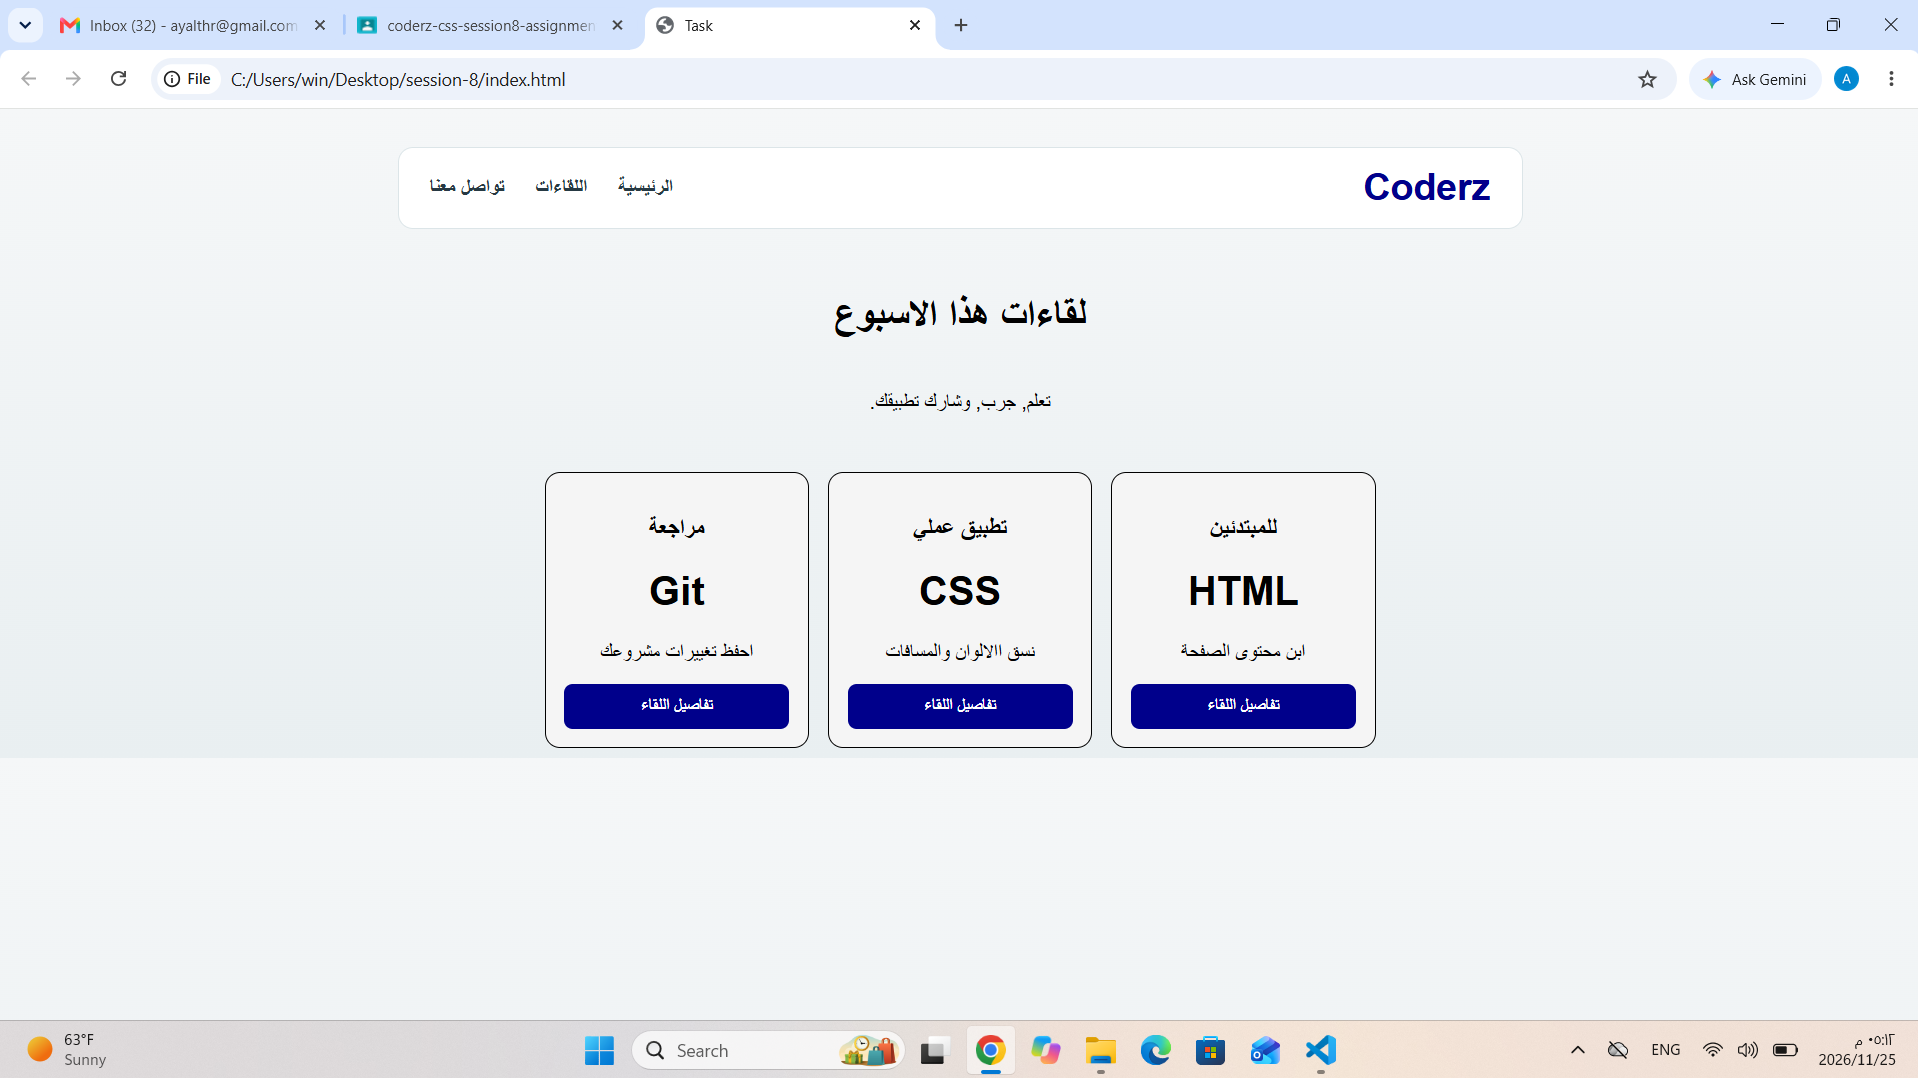 Inbox (32) - ayalthr@gmail.com
coderz-css-session8-assignmen
Task
File
C:/Users/win/Desktop/session-8/index.html
Ask Gemini
A
Coderz
الرئيسية
اللقاءات
تواصل معنا
لقاءات هذا الاسبوع
تعلم, جرب, وشارك تطبيقك.
للمبتدئين
HTML
ابن محتوى الصفحة
تفاصيل اللقاء
تطبيق عملي
CSS
نسق االالوان والمسافات
تفاصيل اللقاء
مراجعة
Git
احفظ تغييرات مشروعك
تفاصيل اللقاء
63°F
Sunny
Search
ENG
٠٥:١٢ م
2026/11/25